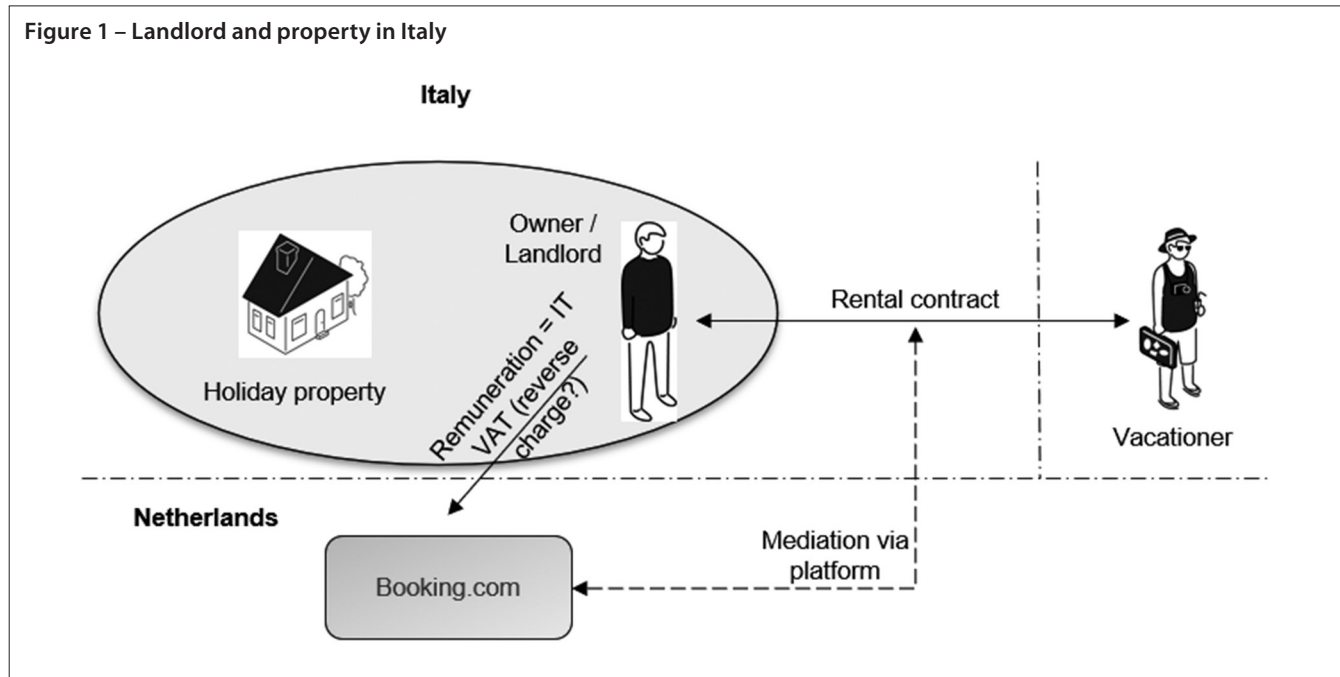 Figure 1 – Landlord and property in Italy
Italy
Owner /
Landlord
Rental contract
Remuneration = IT
VAT (reverse
charge?)
Holiday property
Vacationer
Netherlands
Mediation via
platform
Booking.com